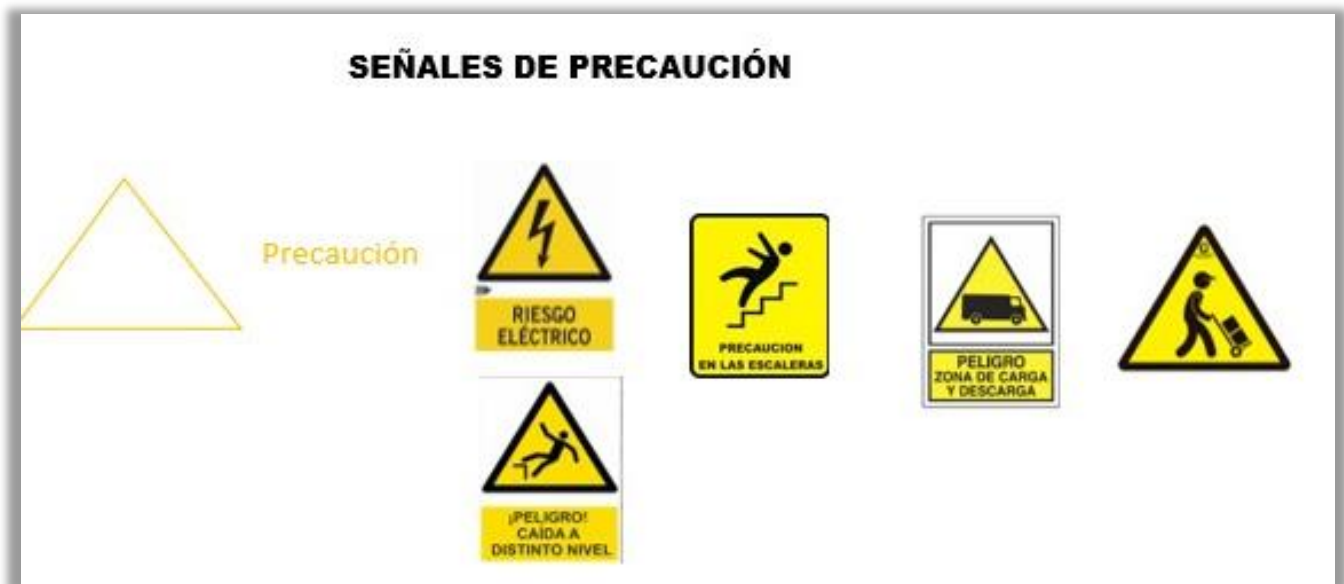 SEÑALES DE PRECAUCIÓN
Precaución
RIESGO
ELÉCTRICO
PRECAUCION
EN LAS ESCALERAS
PELIGRO
ZONA DE CARGA
Y DESCARGA
¡PELIGRO!
CAÍDA A
DISTINTO NIVEL